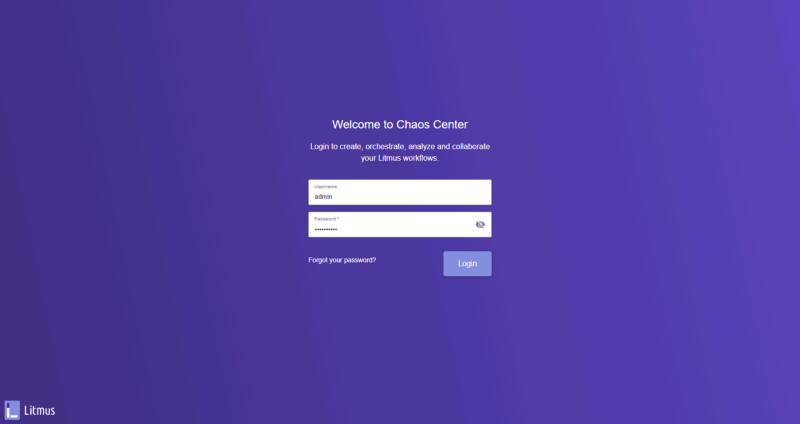 Welcome to Chaos Center
Login to create, orchestrate, analyze and collaborate
your Litmus workflows.
Username
admin
Password *
••••••••••
Forgot your password?
Login
Litmus